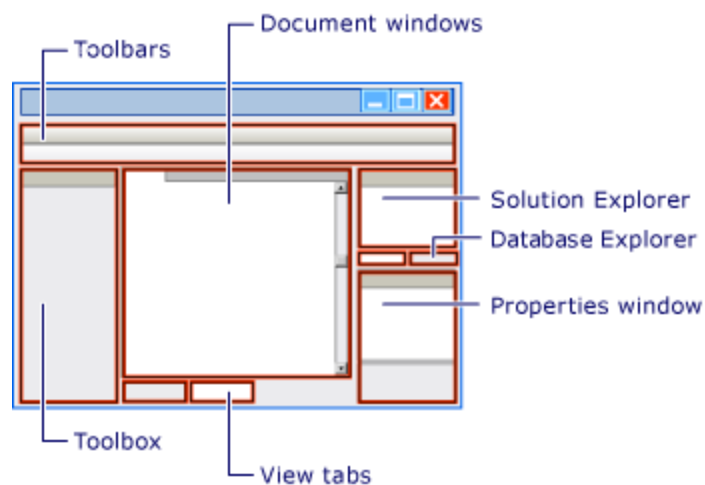 Document windows
Toolbars
Solution Explorer
Database Explorer
Properties window
Toolbox
View tabs